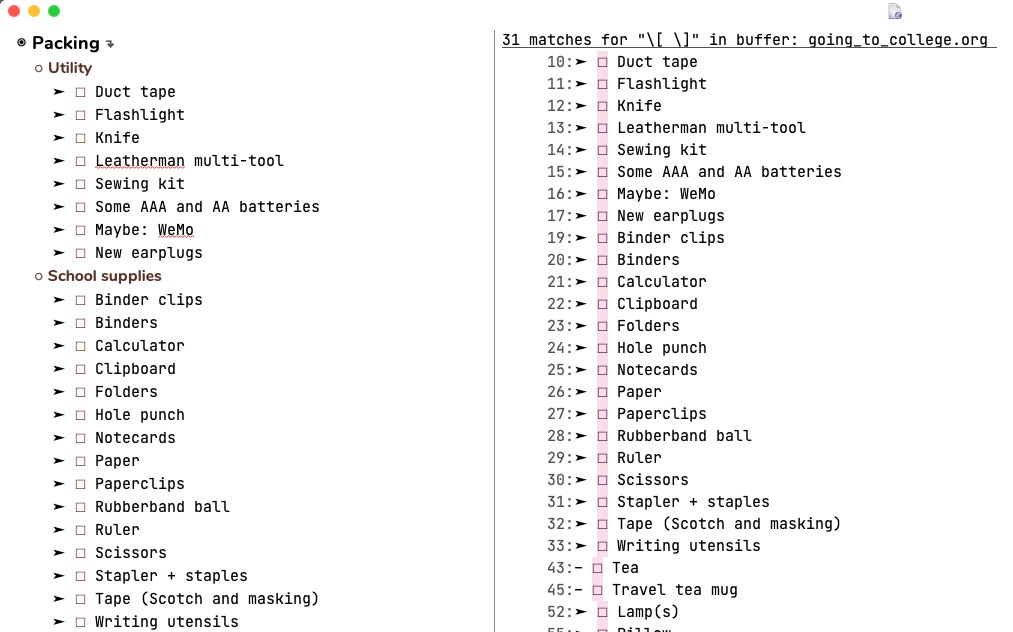 Packing
Utility
Duct tape
Flashlight
Knife
Leatherman multi-tool
Sewing kit
Some AAA and AA batteries
Maybe: WeMo
New earplugs
School supplies
Binder clips
Binders
Calculator
Clipboard
Folders
Hole punch
Notecards
Paper
Paperclips
Rubberband ball
Ruler
Scissors
Stapler + staples
Tape (Scotch and masking)
Writing utensils
31 matches for "\[ \]" in buffer: going_to_college.org
10:➤ ☐ Duct tape
11:➤ ☐ Flashlight
12:➤ ☐ Knife
13:➤ ☐ Leatherman multi-tool
14:➤ ☐ Sewing kit
15:➤ ☐ Some AAA and AA batteries
16:➤ ☐ Maybe: WeMo
17:➤ ☐ New earplugs
19:➤ ☐ Binder clips
20:➤ ☐ Binders
21:➤ ☐ Calculator
22:➤ ☐ Clipboard
23:➤ ☐ Folders
24:➤ ☐ Hole punch
25:➤ ☐ Notecards
26:➤ ☐ Paper
27:➤ ☐ Paperclips
28:➤ ☐ Rubberband ball
29:➤ ☐ Ruler
30:➤ ☐ Scissors
31:➤ ☐ Stapler + staples
32:➤ ☐ Tape (Scotch and masking)
33:➤ ☐ Writing utensils
43:– ☐ Tea
45:– ☐ Travel tea mug
52:➤ ☐ Lamp(s)